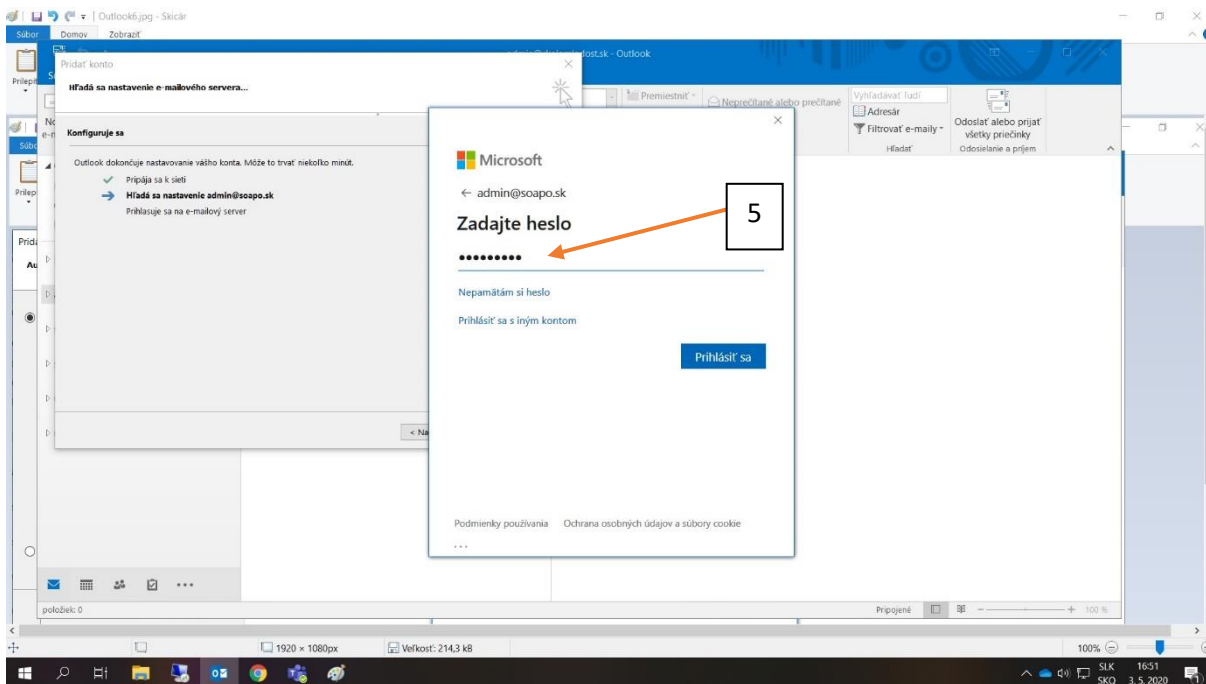 Outlook6.jpg - Skicár
Súbor Domov Zobraziť
dost.sk - Outlook
Pridať konto
Hľadá sa nastavenie e-mailového servera...
Premiestniť
Neprečítané alebo prečítané
Vyhľadávať ľudí
Adresár
Filtrovať e-maily
Hľadať
Odoslať alebo prijať
všetky priečinky
Odosielanie a príjem
Konfiguruje sa
Outlook dokončuje nastavovanie vášho konta. Môže to trvať niekoľko minút.
Pripája sa k sieti
Hľadá sa nastavenie admin@soapo.sk
Prihlasuje sa na e-mailový server
Microsoft
← admin@soapo.sk
Zadajte heslo
5
Nepamätám si heslo
Prihlásiť sa s iným kontom
Prihlásiť sa
Podmienky používania Ochrana osobných údajov a súbory cookie
...
položiek: 0
Pripojené
100 %
1920 × 1080px
Veľkosť: 214,3 kB
100%
SLK 16:51
SKQ 3. 5. 2020